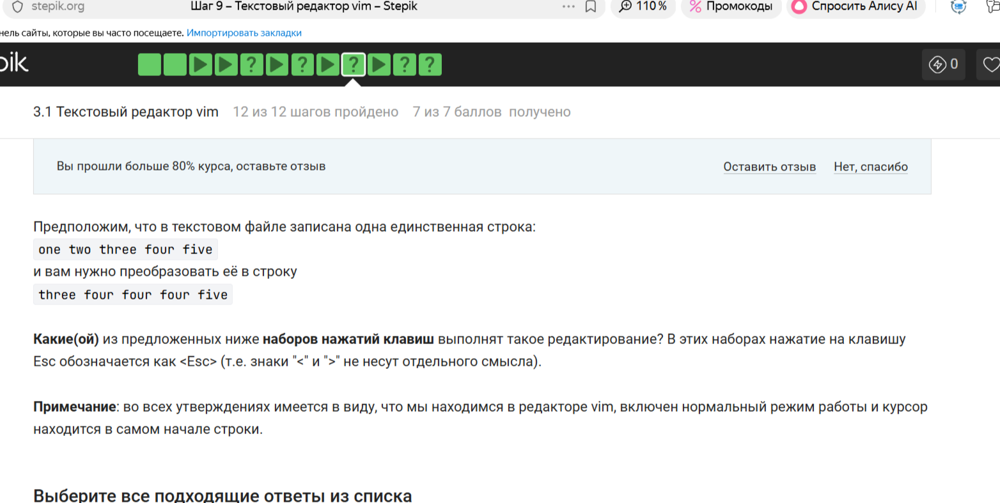 stepik.org Шаг 9 – Текстовый редактор vim – Stepik ... 110 % Промокоды Спросить Алису AI
нель сайты, которые вы часто посещаете. Импортировать закладки
pik ? ? ? ? ? 0
3.1 Текстовый редактор vim 12 из 12 шагов пройдено 7 из 7 баллов получено
Вы прошли больше 80% курса, оставьте отзыв Оставить отзыв Нет, спасибо
Предположим, что в текстовом файле записана одна единственная строка:
one two three four five
и вам нужно преобразовать её в строку
three four four four five
Какие(ой) из предложенных ниже наборов нажатий клавиш выполнят такое редактирование? В этих наборах нажатие на клавишу
Esc обозначается как <Esc> (т.е. знаки "<" и ">" не несут отдельного смысла).
Примечание: во всех утверждениях имеется в виду, что мы находимся в редакторе vim, включен нормальный режим работы и курсор
находится в самом начале строки.
Выберите все подходящие ответы из списка